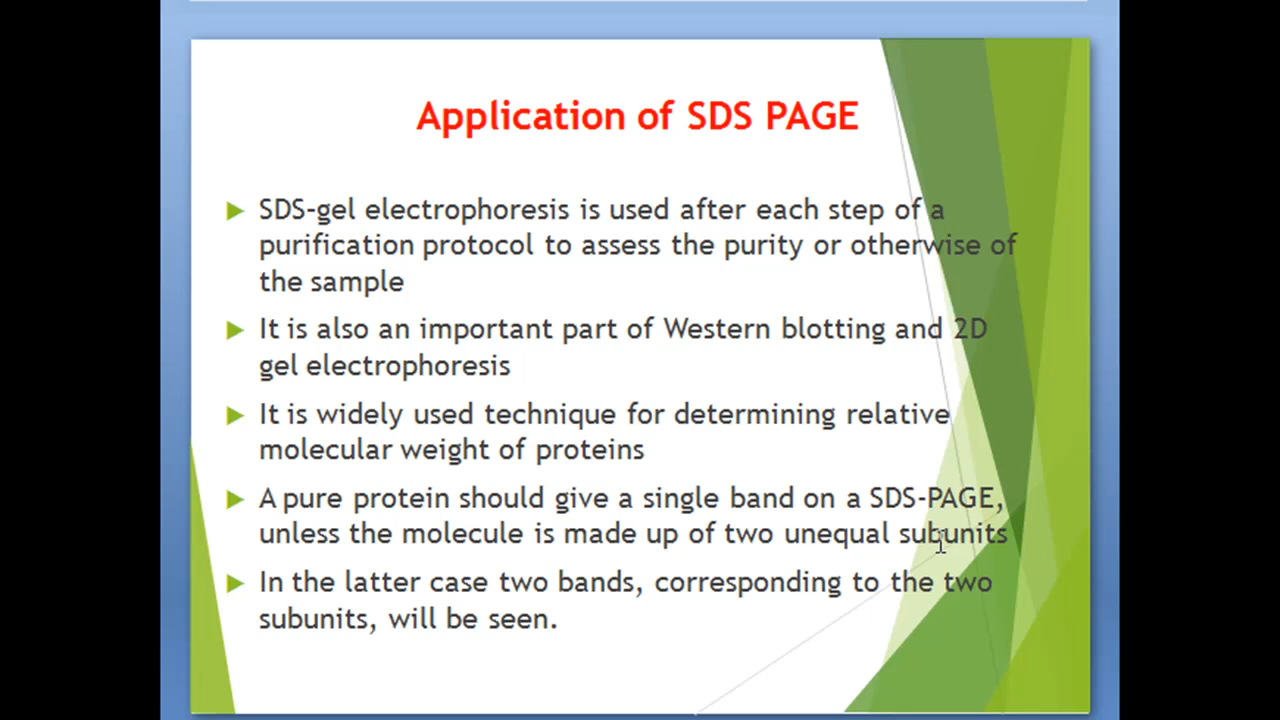 Application of SDS PAGE
SDS-gel electrophoresis is used after each step of a
purification protocol to assess the purity or otherwise of
the sample
It is also an important part of Western blotting and 2D
gel electrophoresis
It is widely used technique for determining relative
molecular weight of proteins
A pure protein should give a single band on a SDS-PAGE,
unless the molecule is made up of two unequal subunits
In the latter case two bands, corresponding to the two
subunits, will be seen.